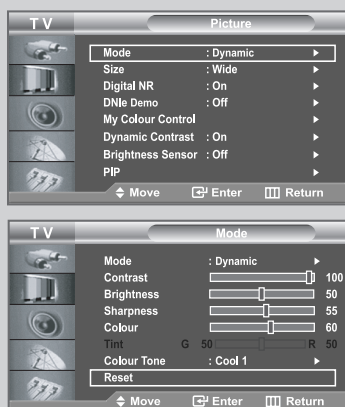 TV Picture
Mode : Dynamic
Size : Wide
Digital NR : On
DNIe Demo : Off
My Colour Control
Dynamic Contrast : On
Brightness Sensor : Off
PIP
Move Enter Return
TV Mode
Mode : Dynamic
Contrast 100
Brightness 50
Sharpness 55
Colour 60
Tint G 50 R 50
Colour Tone : Cool 1
Reset
Move Enter Return